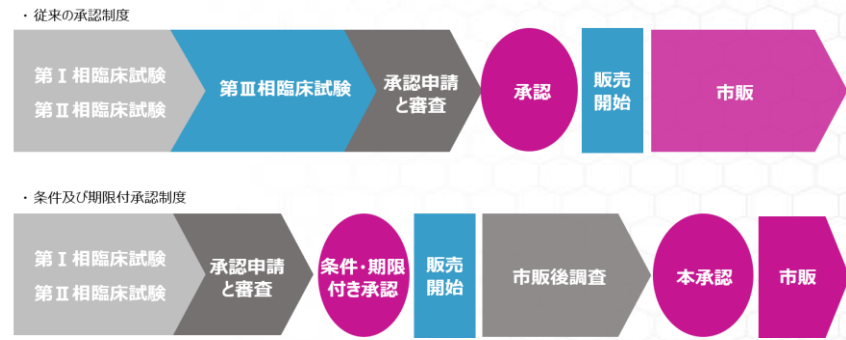 ・従来の承認制度
第Ⅰ相臨床試験
第Ⅱ相臨床試験
第Ⅲ相臨床試験
承認申請
と審査
承認
販売
開始
市販
・条件及び期限付承認制度
第Ⅰ相臨床試験
第Ⅱ相臨床試験
承認申請
と審査
条件・期限
付き承認
販売
開始
市販後調査
本承認
市販